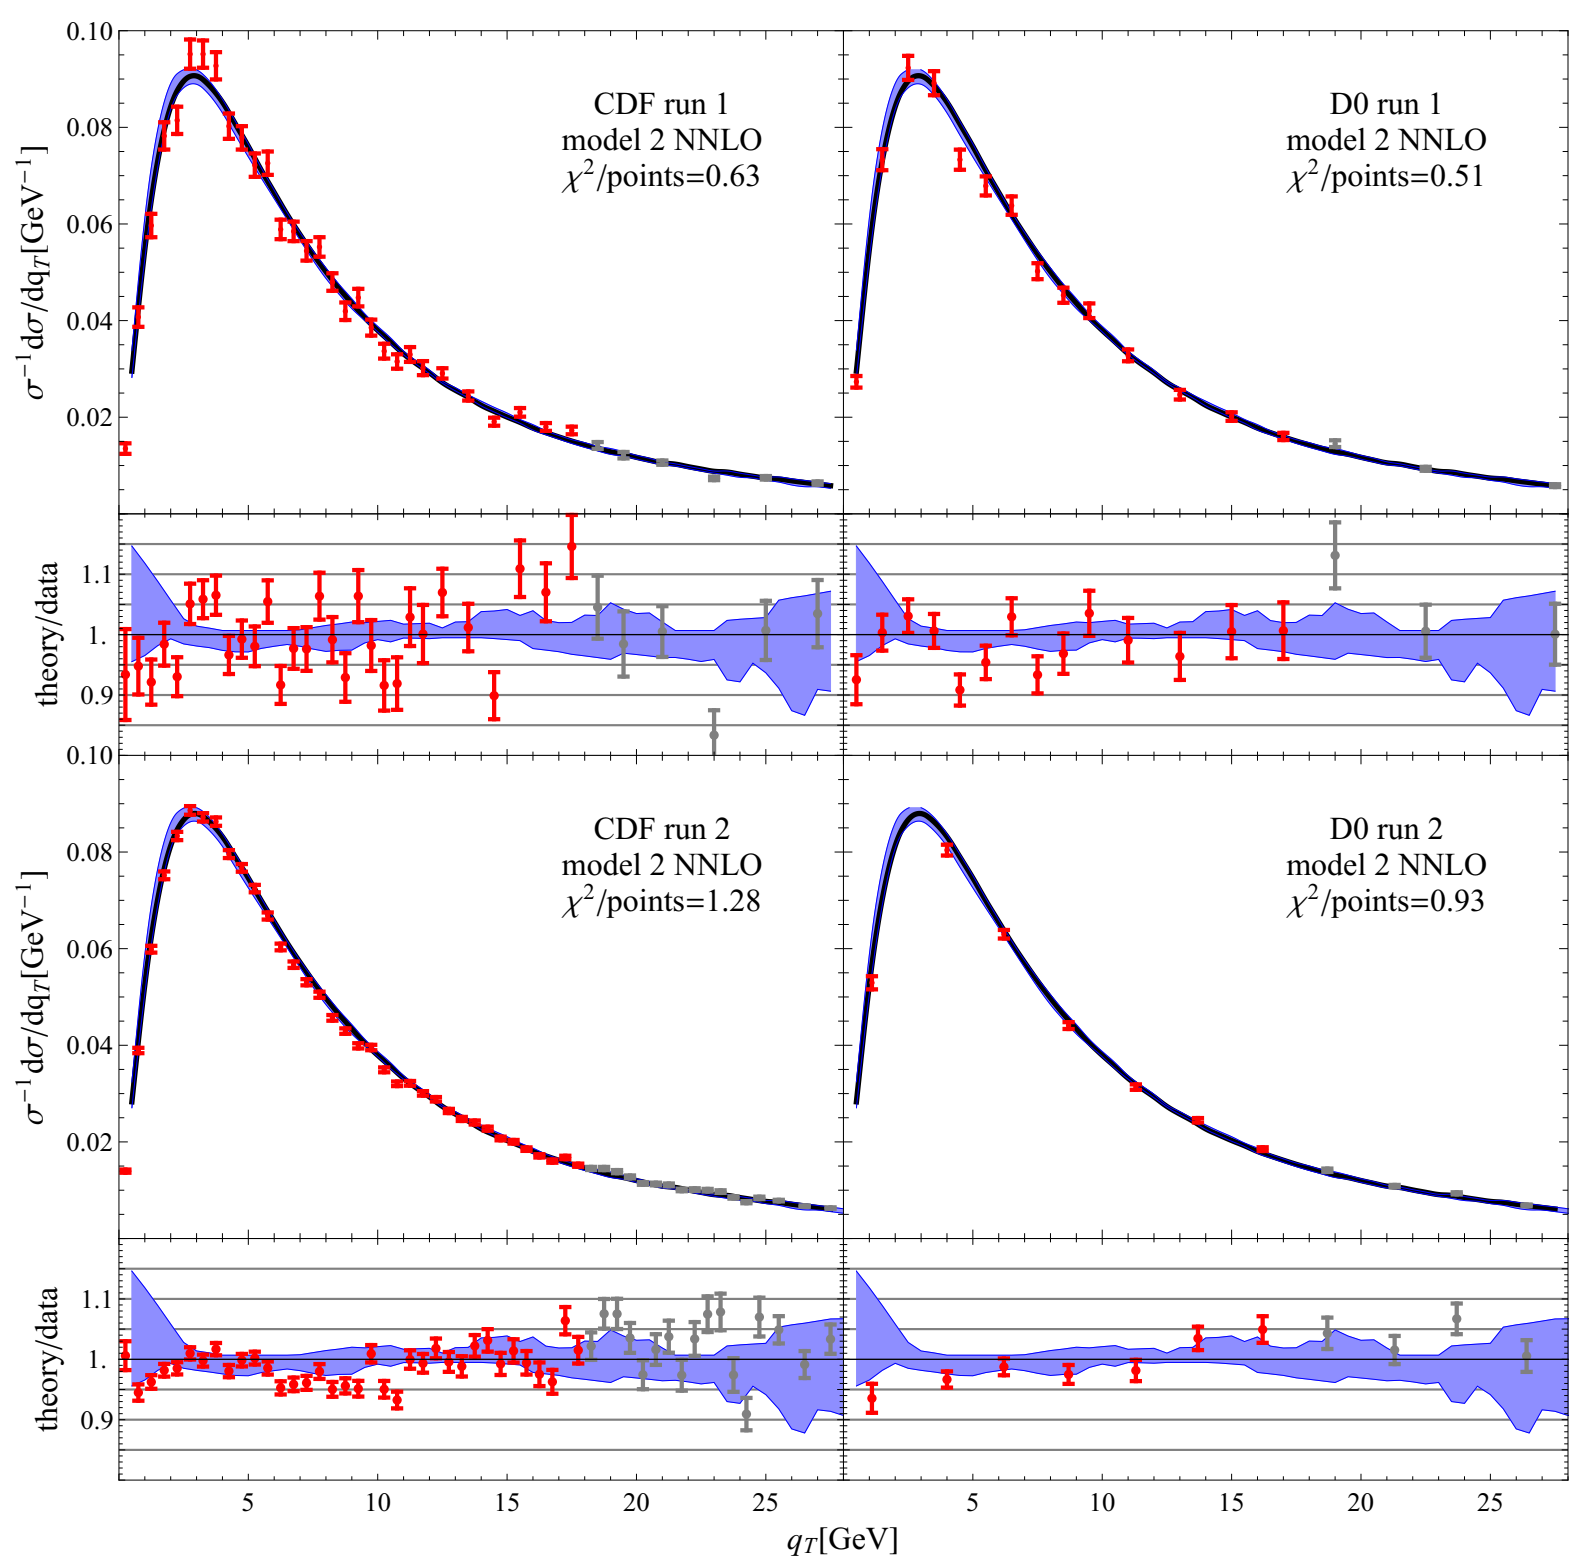 0.10
0.08
0.06
0.04
0.02
σ⁻¹dσ/dq_T[GeV⁻¹]
CDF run 1
model 2 NNLO
χ²/points=0.63
D0 run 1
model 2 NNLO
χ²/points=0.51
1.1
1.
0.9
theory/data
0.10
0.08
0.06
0.04
0.02
σ⁻¹dσ/dq_T[GeV⁻¹]
CDF run 2
model 2 NNLO
χ²/points=1.28
D0 run 2
model 2 NNLO
χ²/points=0.93
1.1
1.
0.9
theory/data
5 10 15 20 25 5 10 15 20 25
q_T[GeV]